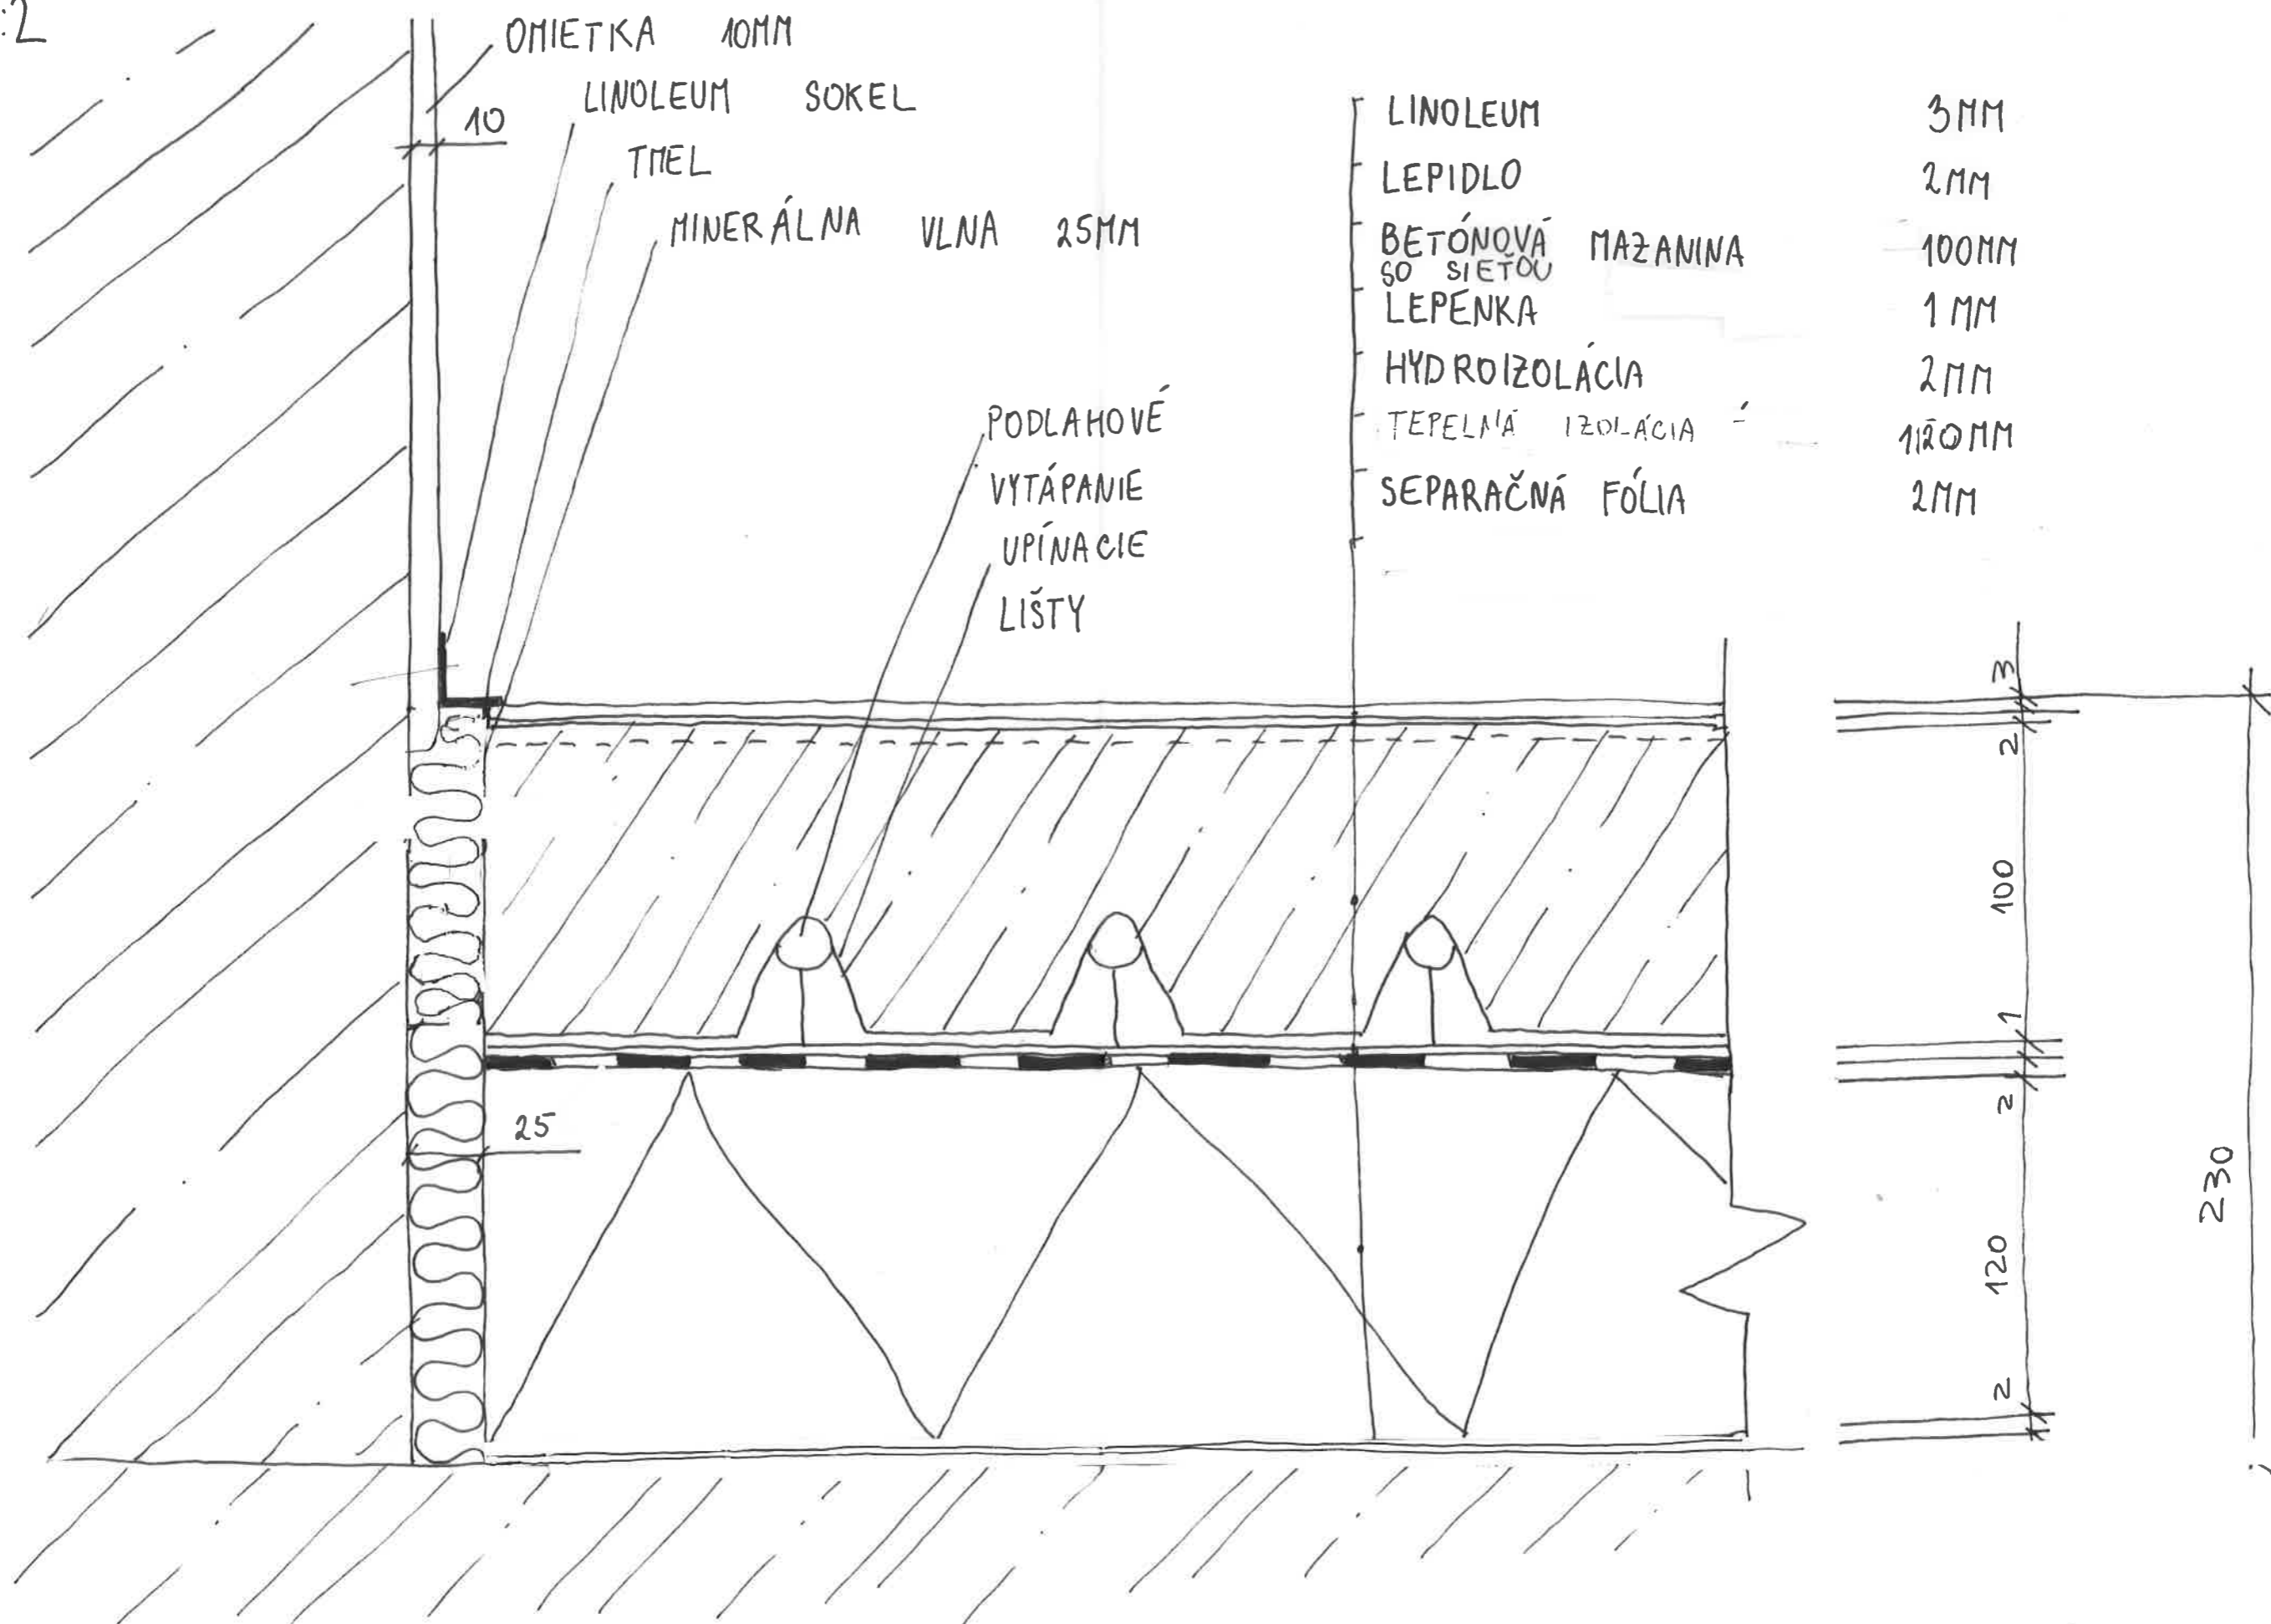 :2
OMIETKA 10MM
LINOLEUM SOKEL
10
TMEL
MINERÁLNA VLNA 25MM
LINOLEUM 3MM
LEPIDLO 2MM
BETÓNOVÁ MAZANINA 100MM
SO SIEŤOU
LEPENKA 1MM
HYDROIZOLÁCIA 2MM
TEPELNÁ IZOLÁCIA 120MM
SEPARAČNÁ FÓLIA 2MM
PODLAHOVÉ
VYTÁPANIE
UPÍNACIE
LIŠTY
3
2
100
1
2
25
120
230
2